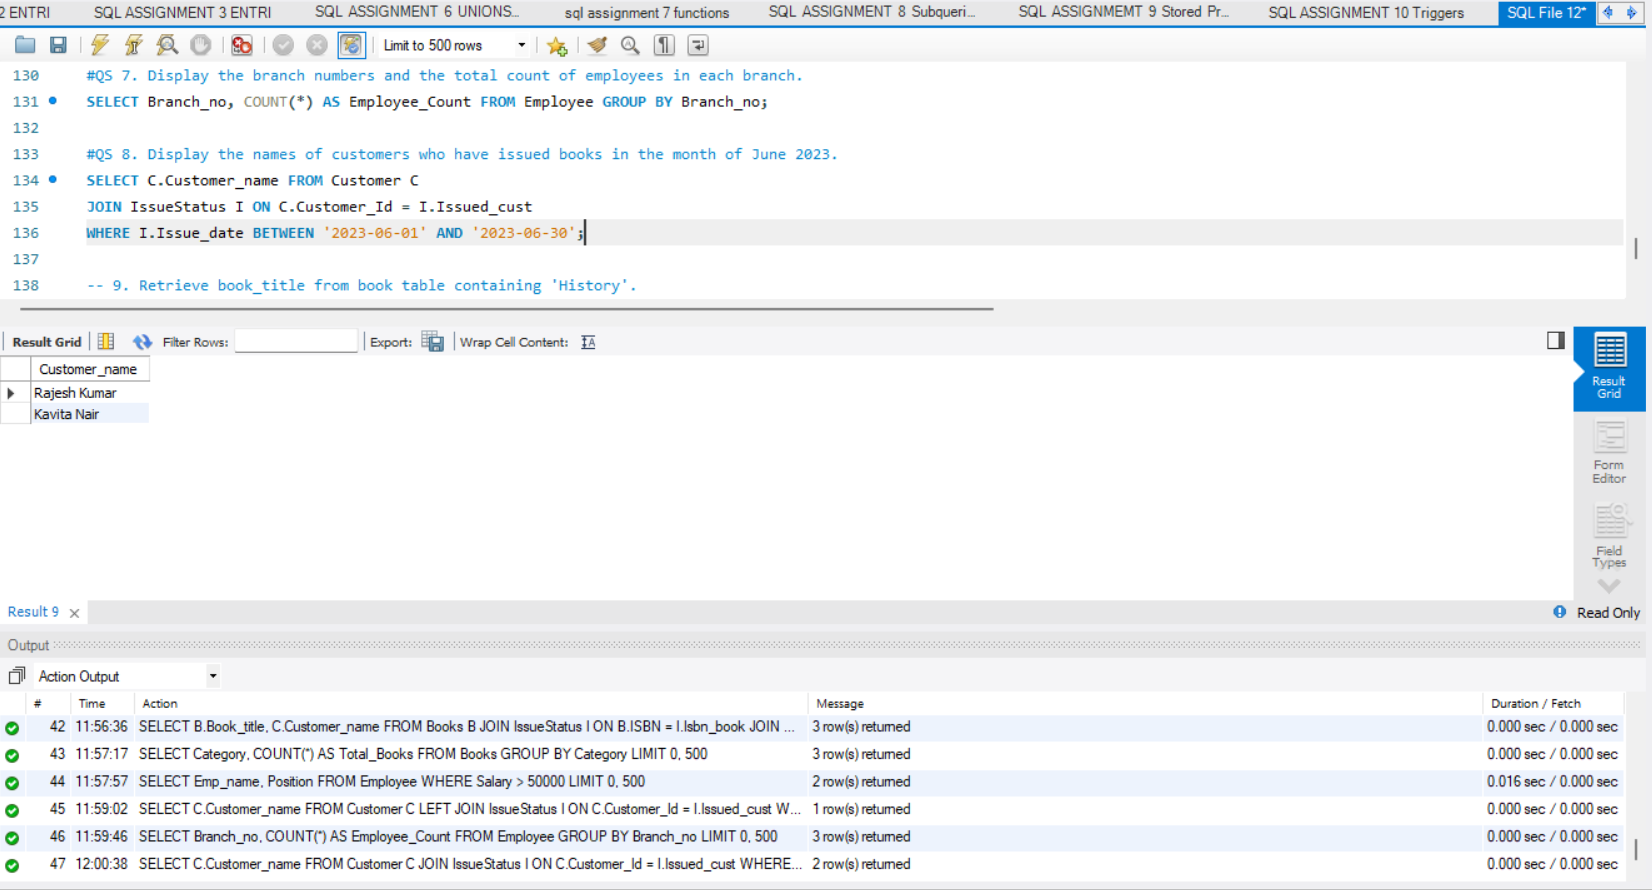 2 ENTRI SQL ASSIGNMENT 3 ENTRI SQL ASSIGNMENT 6 UNIONS... sql assignment 7 functions SQL ASSIGNMENT 8 Subqueri... SQL ASSIGNMEMT 9 Stored Pr... SQL ASSIGNMENT 10 Triggers SQL File 12*
Limit to 500 rows
130 #QS 7. Display the branch numbers and the total count of employees in each branch.
131 SELECT Branch_no, COUNT(*) AS Employee_Count FROM Employee GROUP BY Branch_no;
132
133 #QS 8. Display the names of customers who have issued books in the month of June 2023.
134 SELECT C.Customer_name FROM Customer C
135 JOIN IssueStatus I ON C.Customer_Id = I.Issued_cust
136 WHERE I.Issue_date BETWEEN '2023-06-01' AND '2023-06-30';
137
138 -- 9. Retrieve book_title from book table containing 'History'.
Result Grid Filter Rows: Export: Wrap Cell Content:
Customer_name
Rajesh Kumar
Kavita Nair
Result
Grid
Form
Editor
Field
Types
Result 9 Read Only
Output
Action Output
# Time Action Message Duration / Fetch
42 11:56:36 SELECT B.Book_title, C.Customer_name FROM Books B JOIN IssueStatus I ON B.ISBN = I.Isbn_book JOIN ... 3 row(s) returned 0.000 sec / 0.000 sec
43 11:57:17 SELECT Category, COUNT(*) AS Total_Books FROM Books GROUP BY Category LIMIT 0, 500 3 row(s) returned 0.000 sec / 0.000 sec
44 11:57:57 SELECT Emp_name, Position FROM Employee WHERE Salary > 50000 LIMIT 0, 500 2 row(s) returned 0.016 sec / 0.000 sec
45 11:59:02 SELECT C.Customer_name FROM Customer C LEFT JOIN IssueStatus I ON C.Customer_Id = I.Issued_cust W... 1 row(s) returned 0.000 sec / 0.000 sec
46 11:59:46 SELECT Branch_no, COUNT(*) AS Employee_Count FROM Employee GROUP BY Branch_no LIMIT 0, 500 3 row(s) returned 0.000 sec / 0.000 sec
47 12:00:38 SELECT C.Customer_name FROM Customer C JOIN IssueStatus I ON C.Customer_Id = I.Issued_cust WHERE... 2 row(s) returned 0.000 sec / 0.000 sec